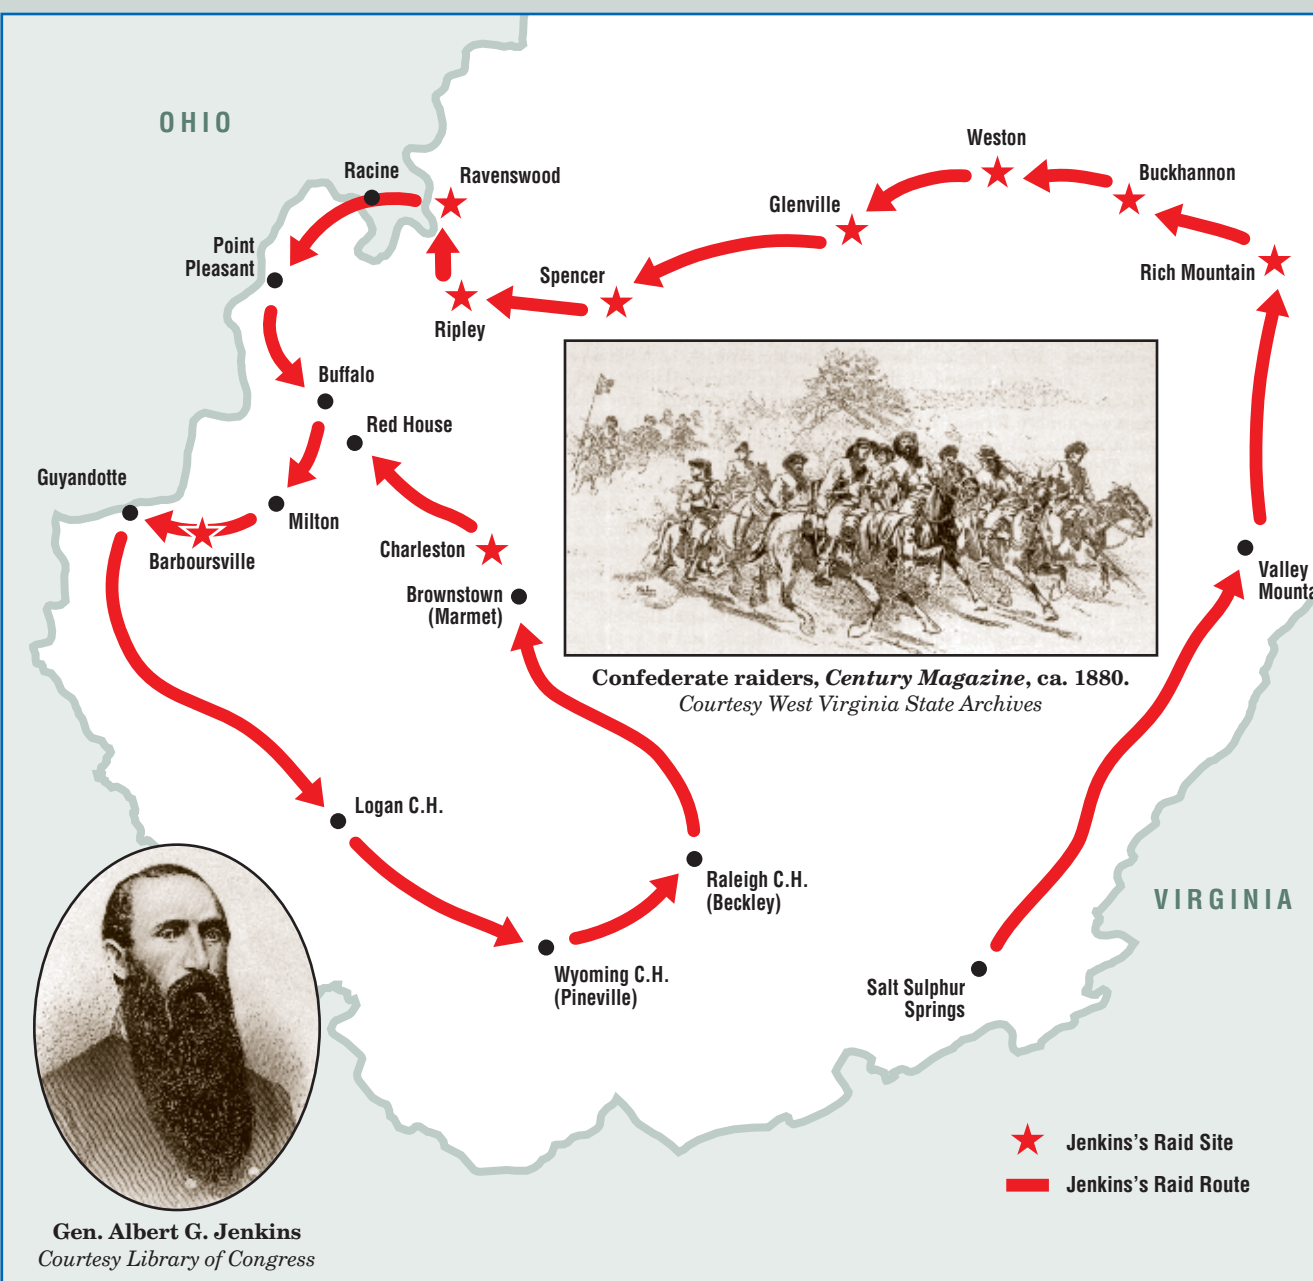 OHIO
Racine
Ravenswood
Weston
Buckhannon
Glenville
Point
Pleasant
Spencer
Rich Mountain
Ripley
Buffalo
Red House
Guyandotte
Milton
Charleston
Barboursville
Brownstown
(Marmet)
Valley
Confederate raiders, Century Magazine, ca. 1880.
Courtesy West Virginia State Archives
Logan C.H.
Raleigh C.H.
(Beckley)
VIRGINIA
Wyoming C.H.
(Pineville)
Salt Sulphur
Springs
Jenkins's Raid Site
Jenkins's Raid Route
Gen. Albert G. Jenkins
Courtesy Library of Congress